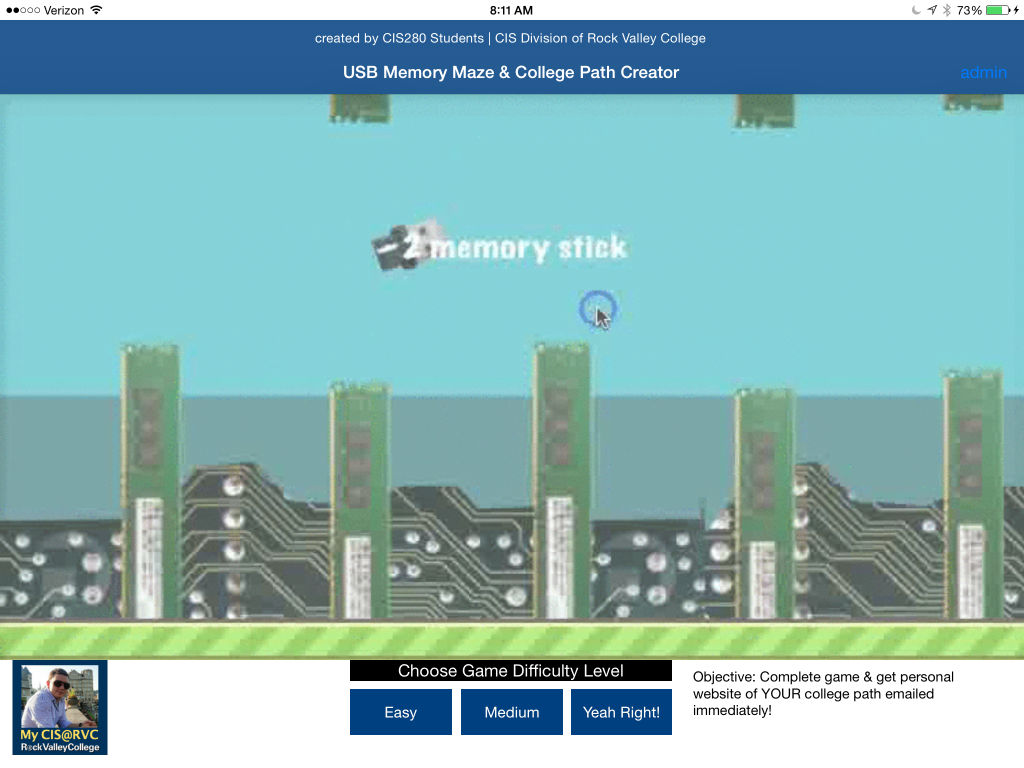 Verizon 8:11 AM 73%
created by CIS280 Students | CIS Division of Rock Valley College
USB Memory Maze & College Path Creator
admin
2 memory stick
Choose Game Difficulty Level
Easy
Medium
Yeah Right!
Objective: Complete game & get personal
website of YOUR college path emailed
immediately!
My CIS@RVC
RockValleyCollege